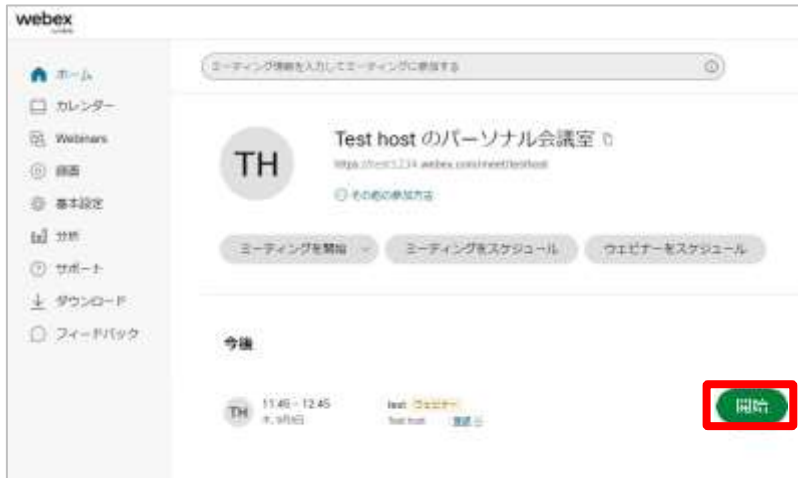 webex
ミーティング情報を入力してミーティングに参加する
ホーム
カレンダー
Webinars
録画
基本設定
分析
サポート
ダウンロード
フィードバック
TH
Test host のパーソナル会議室
その他の参加方法
ミーティングを開始
ミーティングをスケジュール
ウェビナーをスケジュール
今後
TH
11:45 - 12:45
test ウェビナー
Test host
開始